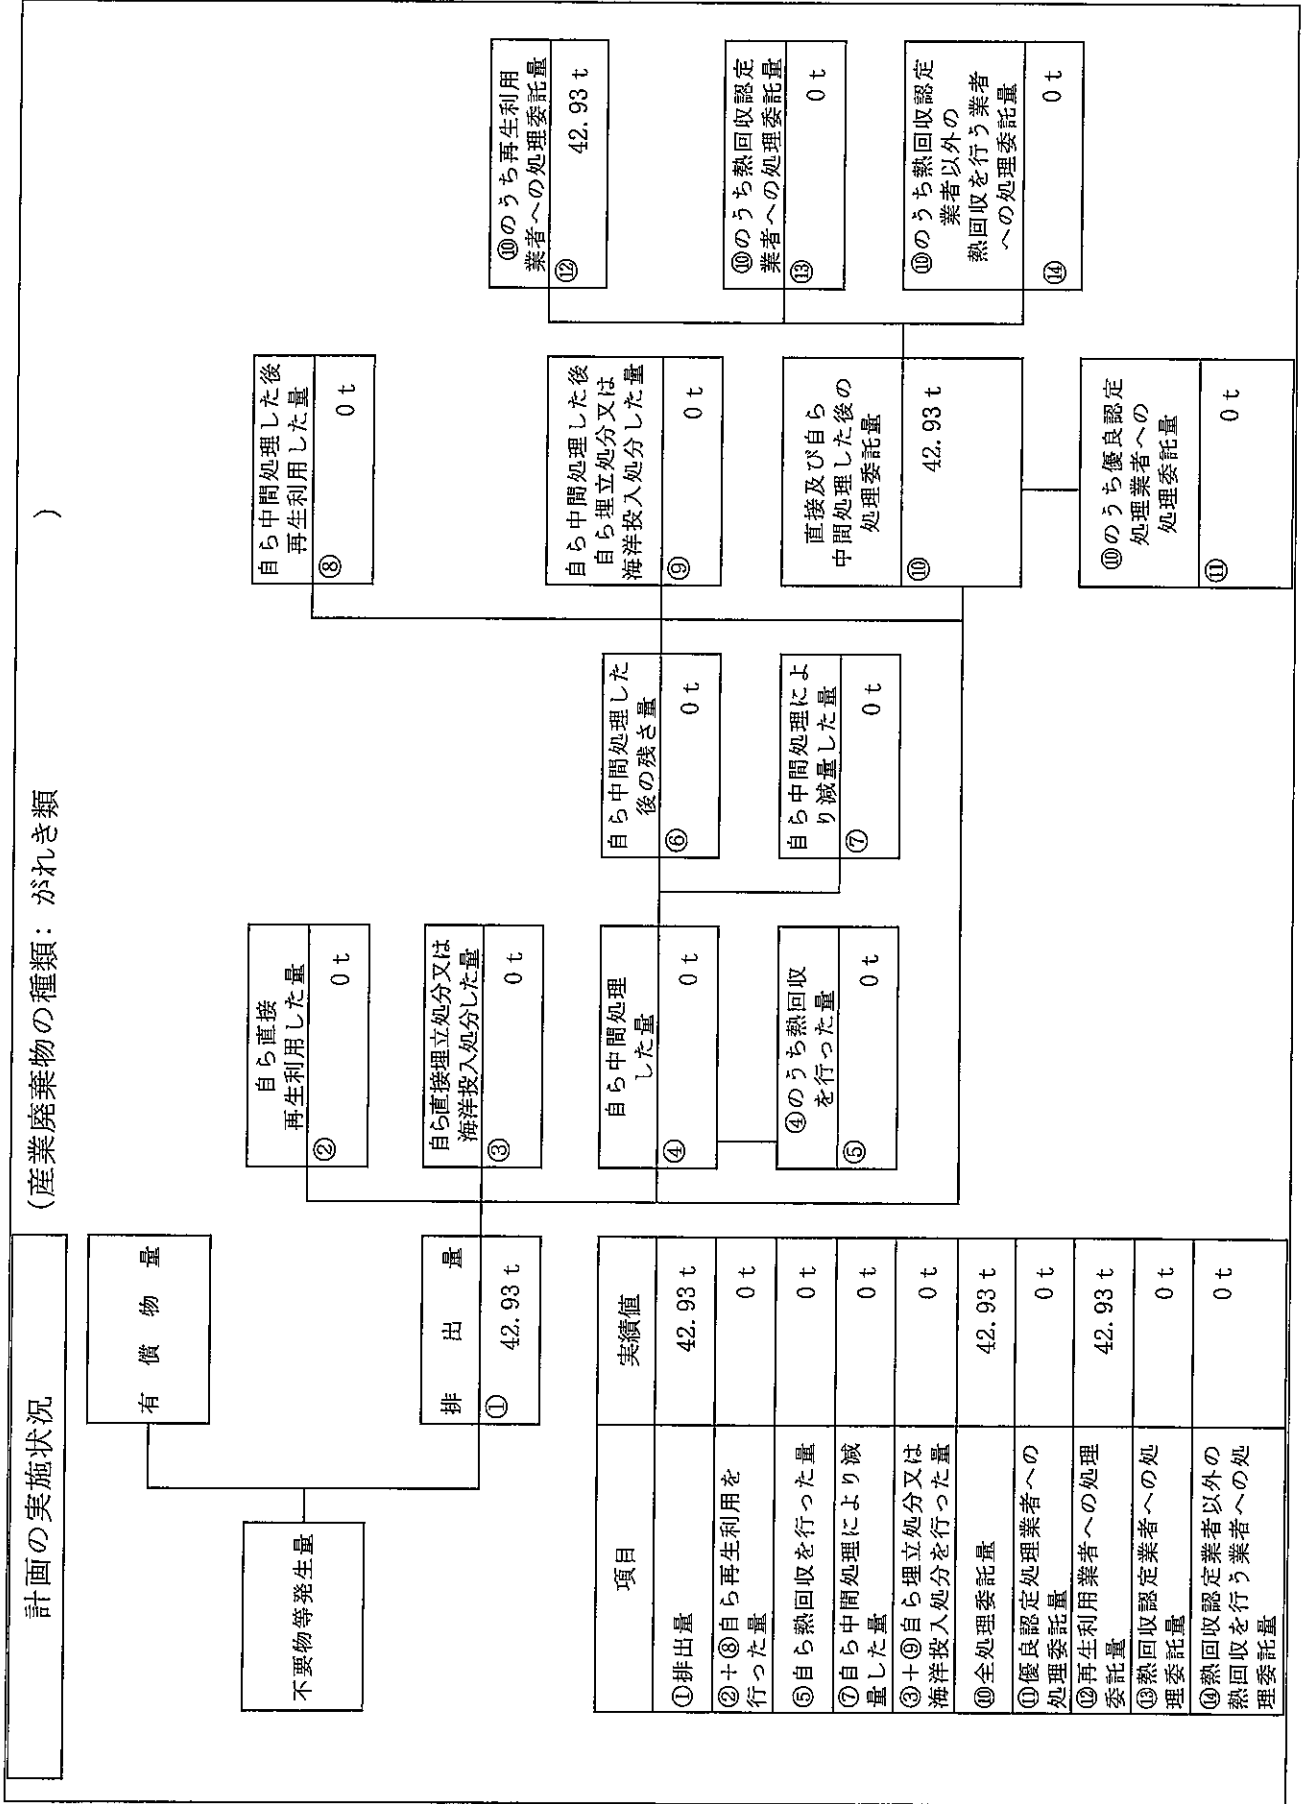 計画の実施状況
(産業廃棄物の種類: がれき類 )
不要物等発生量
有償物量
排出量
① 42.93 t
自ら直接
再生利用した量
② 0 t
自ら直接埋立処分又は
海洋投入処分した量
③ 0 t
自ら中間処理
した量
④ 0 t
④のうち熱回収
を行った量
⑤ 0 t
自ら中間処理した
後の残さ量
⑥ 0 t
自ら中間処理によ
り減量した量
⑦ 0 t
自ら中間処理した後
再生利用した量
⑧ 0 t
自ら中間処理した後
自ら埋立処分又は
海洋投入処分した量
⑨ 0 t
直接及び自ら
中間処理した後の
処理委託量
⑩ 42.93 t
⑩のうち優良認定
処理業者への
処理委託量
⑪ 0 t
⑩のうち再生利用
業者への処理委託量
⑫ 42.93 t
⑩のうち熱回収認定
業者への処理委託量
⑬ 0 t
⑩のうち熱回収認定
業者以外の
熱回収を行う業者
への処理委託量
⑭ 0 t
項目 実績値
①排出量 42.93 t
②+⑧自ら再生利用を
行った量 0 t
⑤自ら熱回収を行った量 0 t
⑦自ら中間処理により減
量した量 0 t
③+⑨自ら埋立処分又は
海洋投入処分を行った量 0 t
⑩全処理委託量 42.93 t
⑪優良認定処理業者への
処理委託量 0 t
⑫再生利用業者への処理
委託量 42.93 t
⑬熱回収認定業者への処
理委託量 0 t
⑭熱回収認定業者以外の
熱回収を行う業者への処
理委託量 0 t